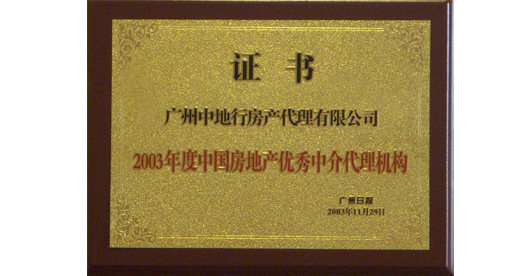 证书
广州中地行房产代理有限公司
2003年度中国房地产优秀中介代理机构
广州日报
2003年11月29日